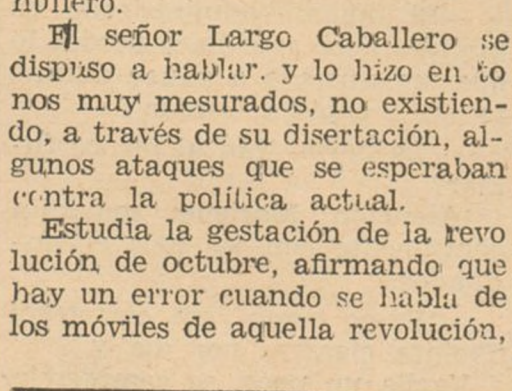 El señor Largo Caballero se
dispuso a hablar. y lo hizo en to
nos muy mesurados, no existien-
do, a través de su disertación, al-
gunos ataques que se esperaban
contra la política actual.
Estudia la gestación de la revo
lución de octubre, afirmando que
hay un error cuando se habla de
los móviles de aquella revolución,